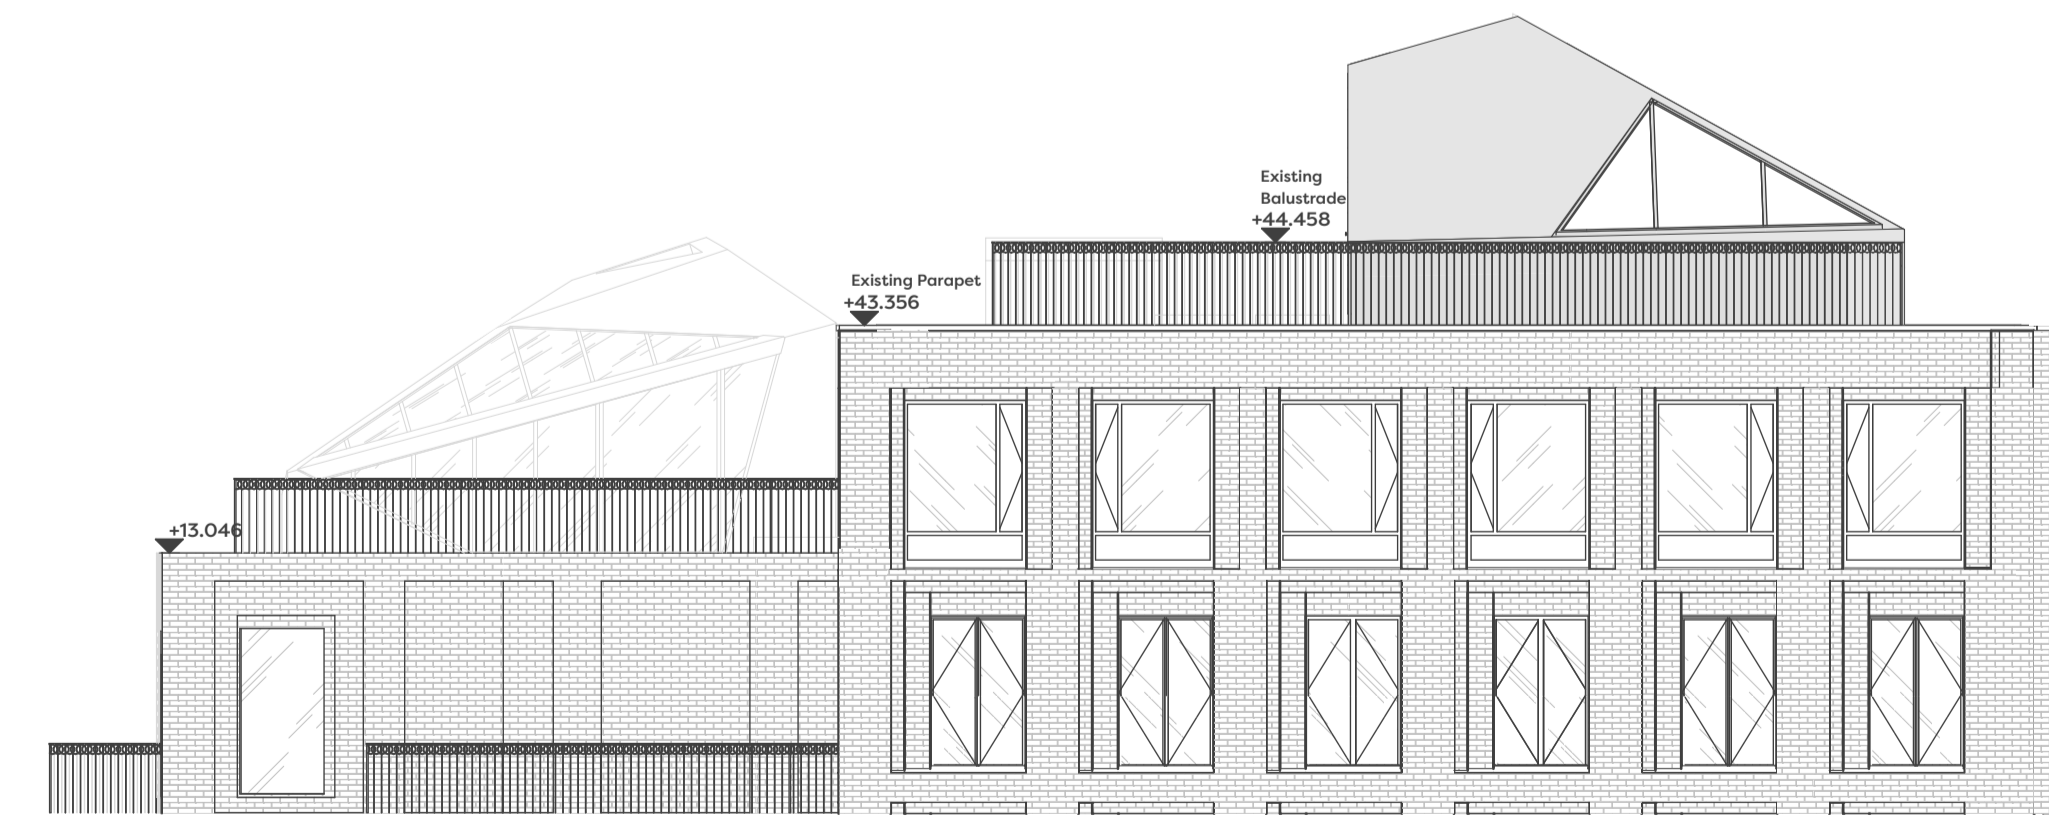 Existing
Balustrade
+44.458
Existing Parapet
+43.356
+13.046